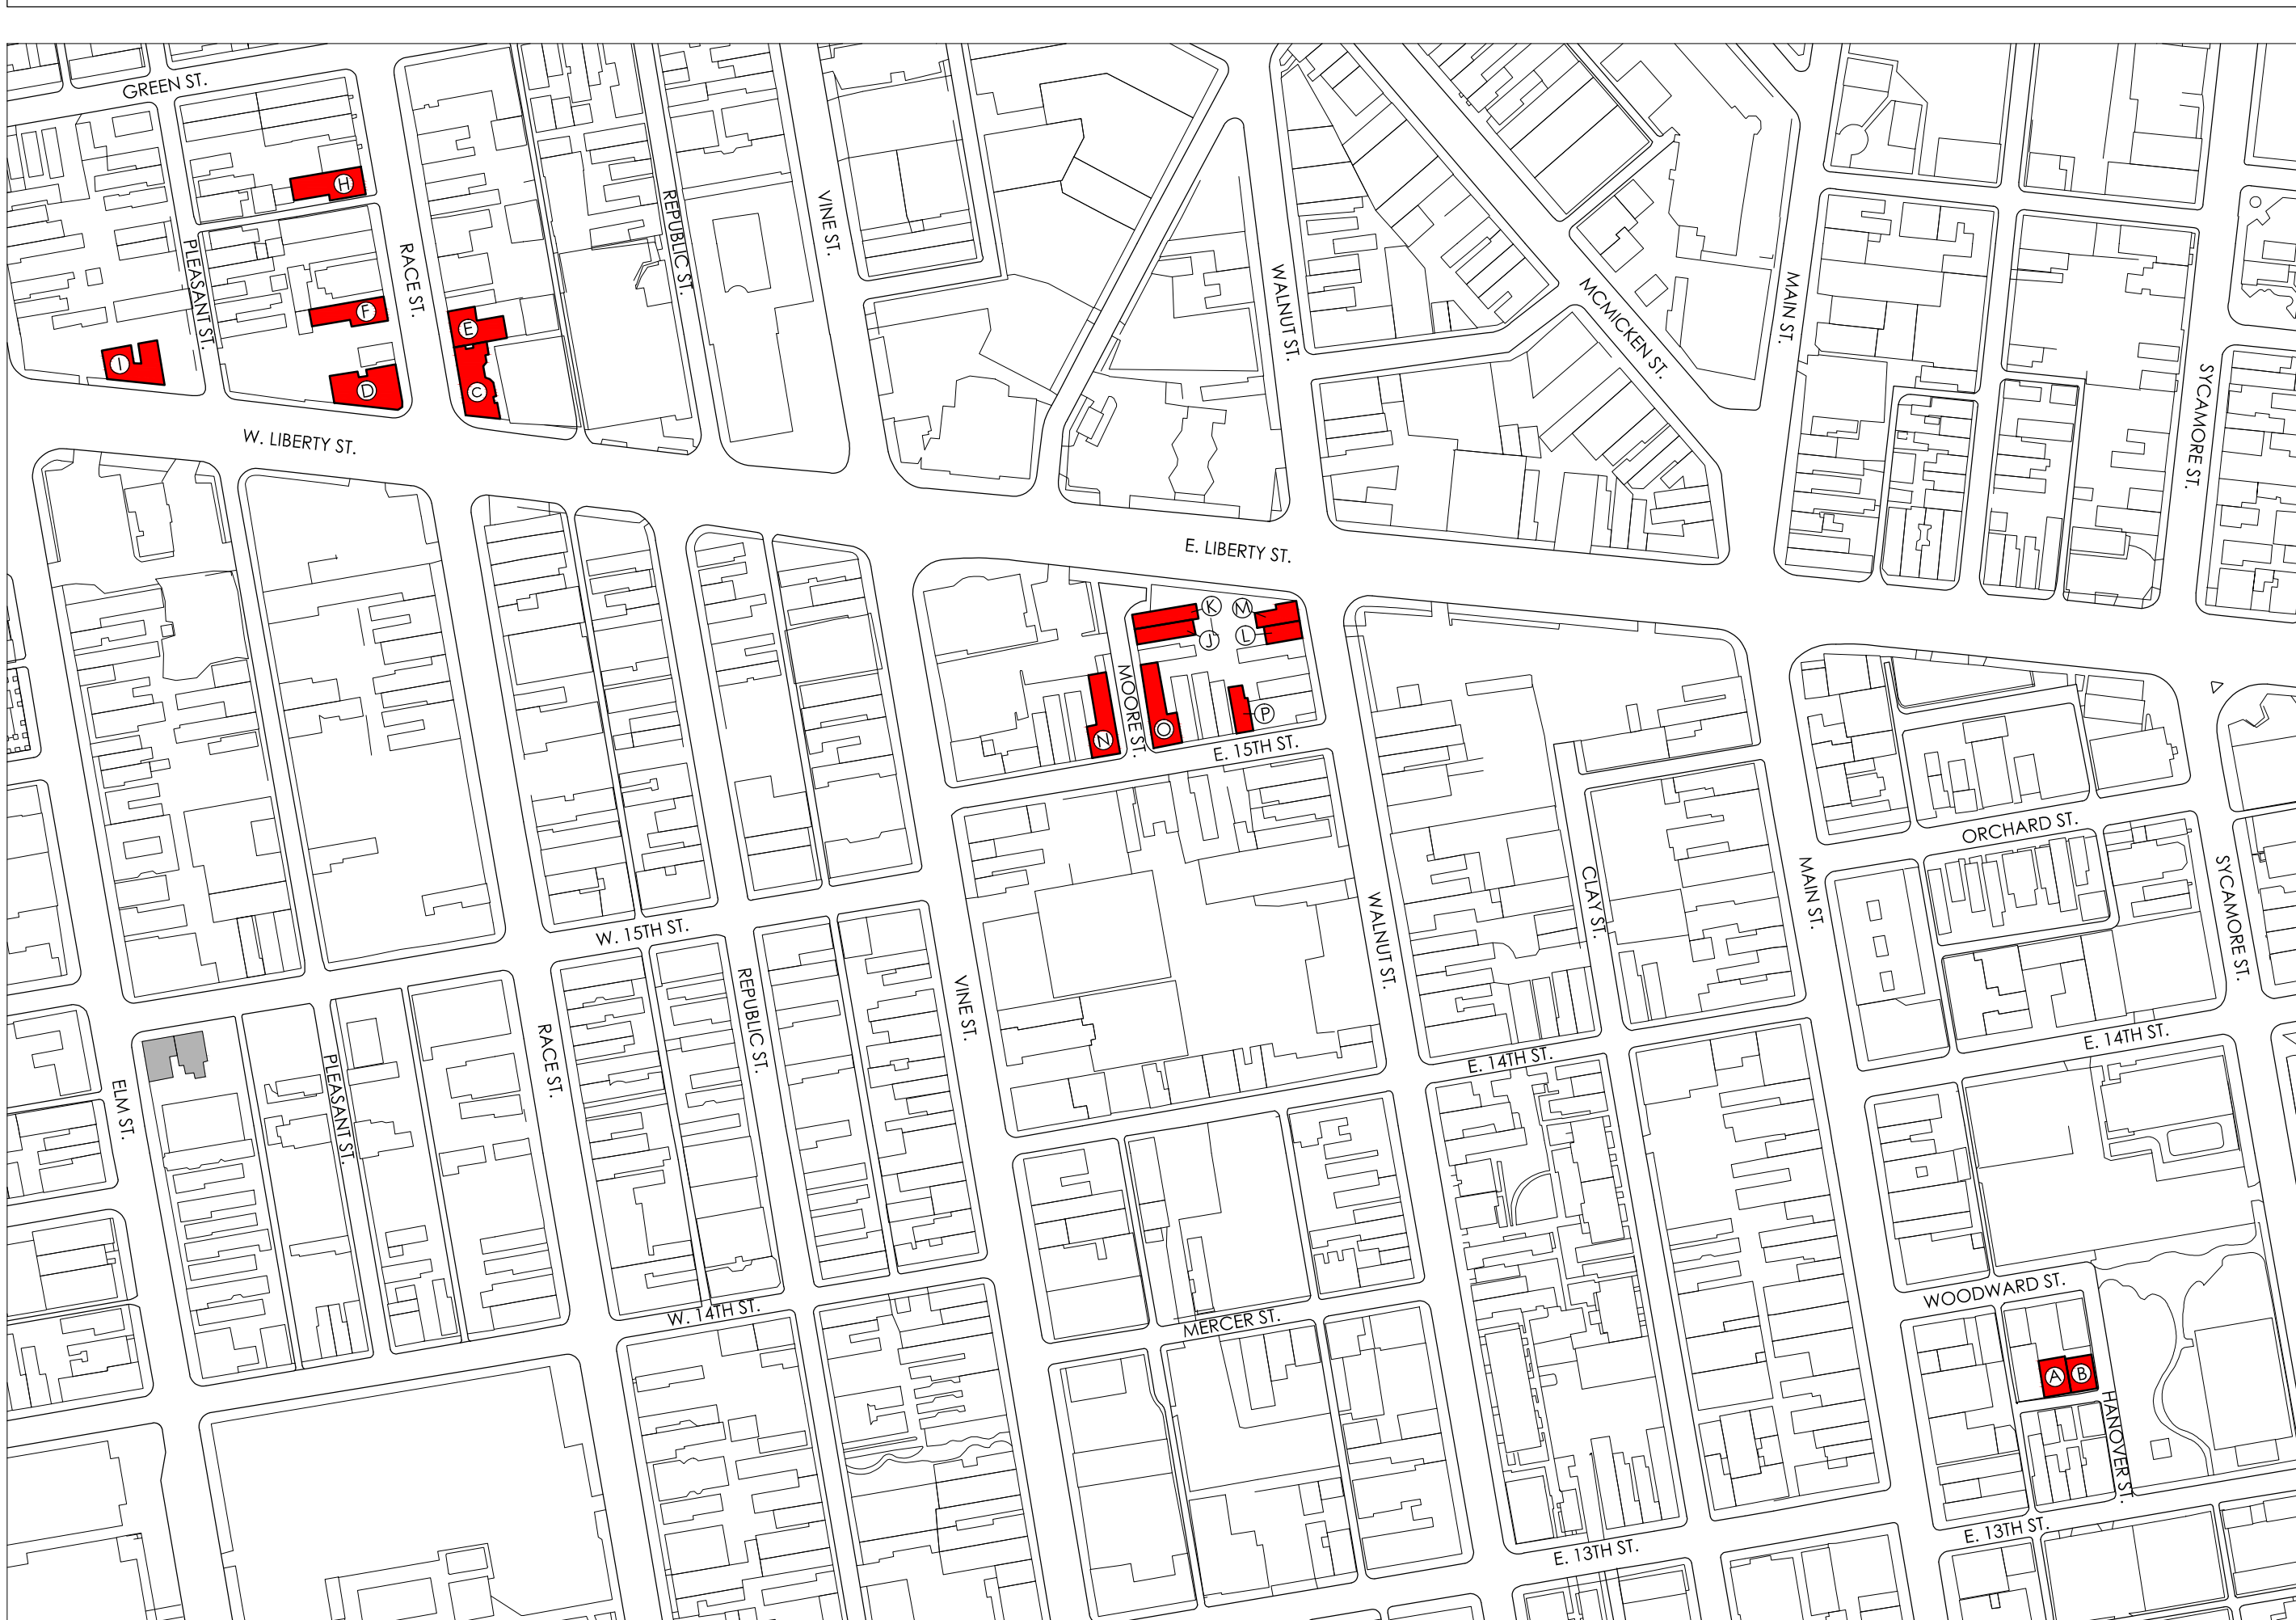 GREEN ST.
H
PLEASANT ST.
RACE ST.
REPUBLIC ST.
VINE ST.
WALNUT ST.
MCMICKEN ST.
MAIN ST.
SYCAMORE ST.
F
E
I
D
C
W. LIBERTY ST.
E. LIBERTY ST.
K
M
J
L
MOORE ST.
N
O
P
E. 15TH ST.
ORCHARD ST.
W. 15TH ST.
REPUBLIC ST.
VINE ST.
WALNUT ST.
CLAY ST.
MAIN ST.
SYCAMORE ST.
ELM ST.
PLEASANT ST.
RACE ST.
E. 14TH ST.
E. 14TH ST.
W. 14TH ST.
MERCER ST.
WOODWARD ST.
A
B
HANOVER ST.
E. 13TH ST.
E. 13TH ST.